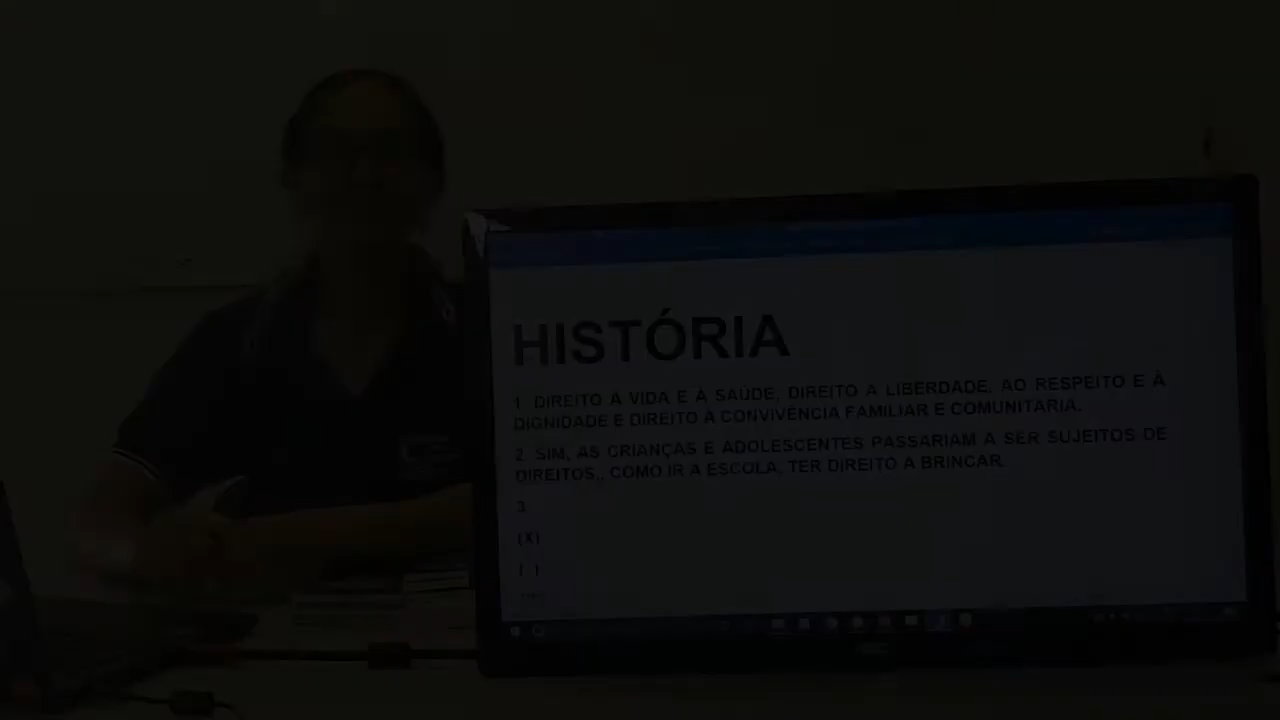 HISTÓRIA
1. DIREITO À VIDA E À SAÚDE, DIREITO A LIBERDADE, AO RESPEITO E À
DIGNIDADE E DIREITO À CONVIVÊNCIA FAMILIAR E COMUNITÁRIA.
2. SIM, AS CRIANÇAS E ADOLESCENTES PASSARIAM A SER SUJEITOS DE
DIREITOS,, COMO IR A ESCOLA, TER DIREITO A BRINCAR.
3.
(X)
( )